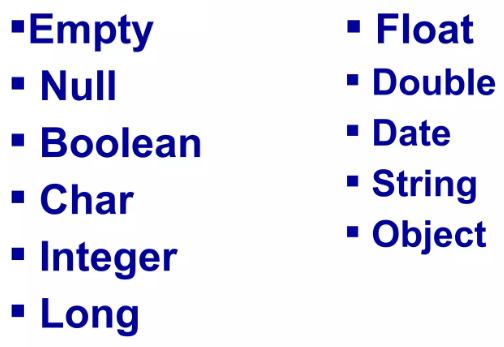 ▪Empty
▪ Null
▪ Boolean
▪ Char
▪ Integer
▪ Long
▪ Float
▪ Double
▪ Date
▪ String
▪ Object